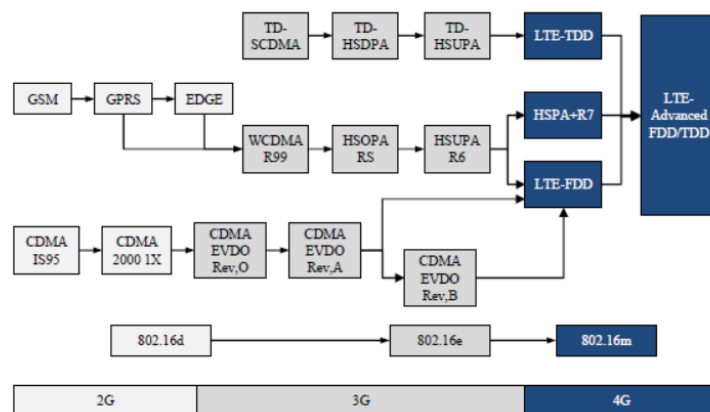 TD-
SCDMA
TD-
HSDPA
TD-
HSUPA
LTE-TDD
GSM
GPRS
EDGE
WCDMA
R99
HSOPA
RS
HSUPA
R6
HSPA+R7
LTE-FDD
LTE-
Advanced
FDD/TDD
CDMA
IS95
CDMA
2000 1X
CDMA
EVDO
Rev,O
CDMA
EVDO
Rev,A
CDMA
EVDO
Rev,B
802.16d
802.16e
802.16m
2G
3G
4G